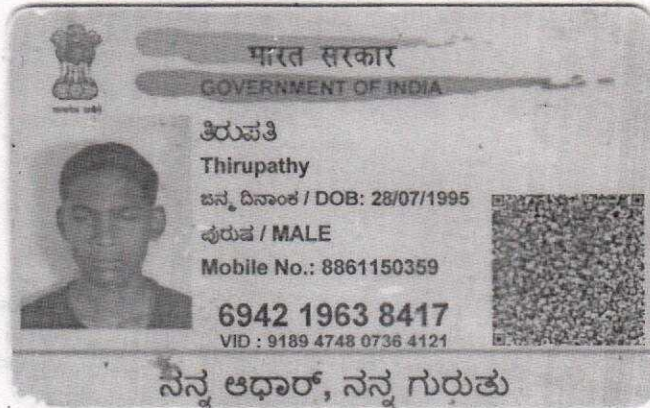 भारत सरकार
GOVERNMENT OF INDIA
ತಿರುಪತಿ
Thirupathy
ಜನ್ಮ ದಿನಾಂಕ / DOB: 28/07/1995
ಪುರುಷ / MALE
Mobile No.: 8861150359
6942 1963 8417
VID : 9189 4748 0736 4121
ನನ್ನ ಆಧಾರ್, ನನ್ನ ಗುರುತು